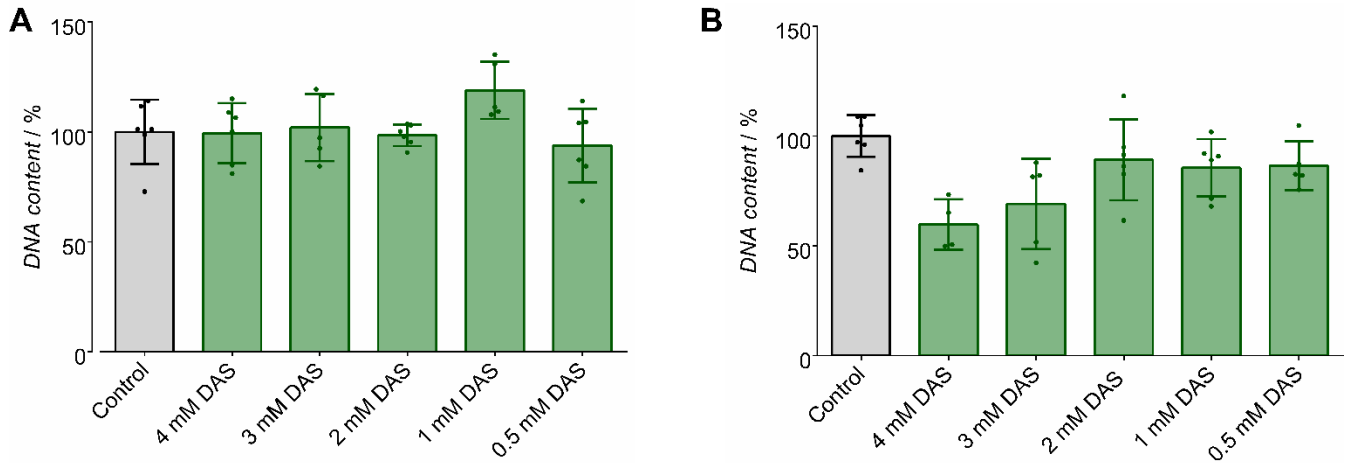 A
DNA content / %
150
100
50
0
Control
4 mM DAS
3 mM DAS
2 mM DAS
1 mM DAS
0.5 mM DAS
B
DNA content / %
150
100
50
0
Control
4 mM DAS
3 mM DAS
2 mM DAS
1 mM DAS
0.5 mM DAS